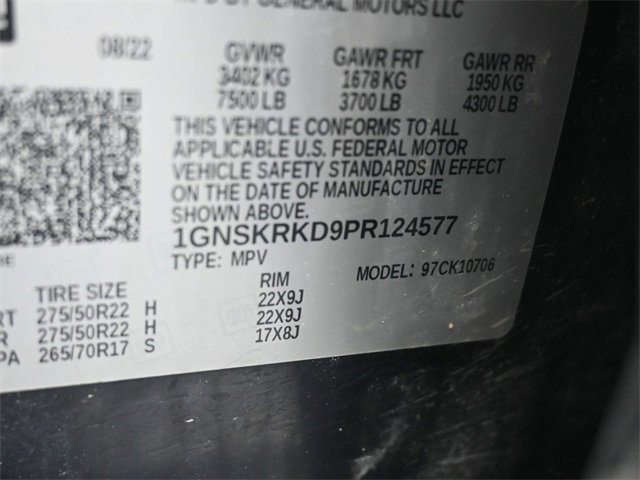 MFD BY GENERAL MOTORS LLC
08/22 GVWR GAWR FRT GAWR RR
3402 KG 1678 KG 1950 KG
7500 LB 3700 LB 4300 LB
THIS VEHICLE CONFORMS TO ALL
APPLICABLE U.S. FEDERAL MOTOR
VEHICLE SAFETY STANDARDS IN EFFECT
ON THE DATE OF MANUFACTURE
SHOWN ABOVE.
1GNSKRKD9PR124577
TYPE: MPV MODEL: 97CK10706
TIRE SIZE RIM
RT 275/50R22 H 22X9J
R 275/50R22 H 22X9J
PA 265/70R17 S 17X8J